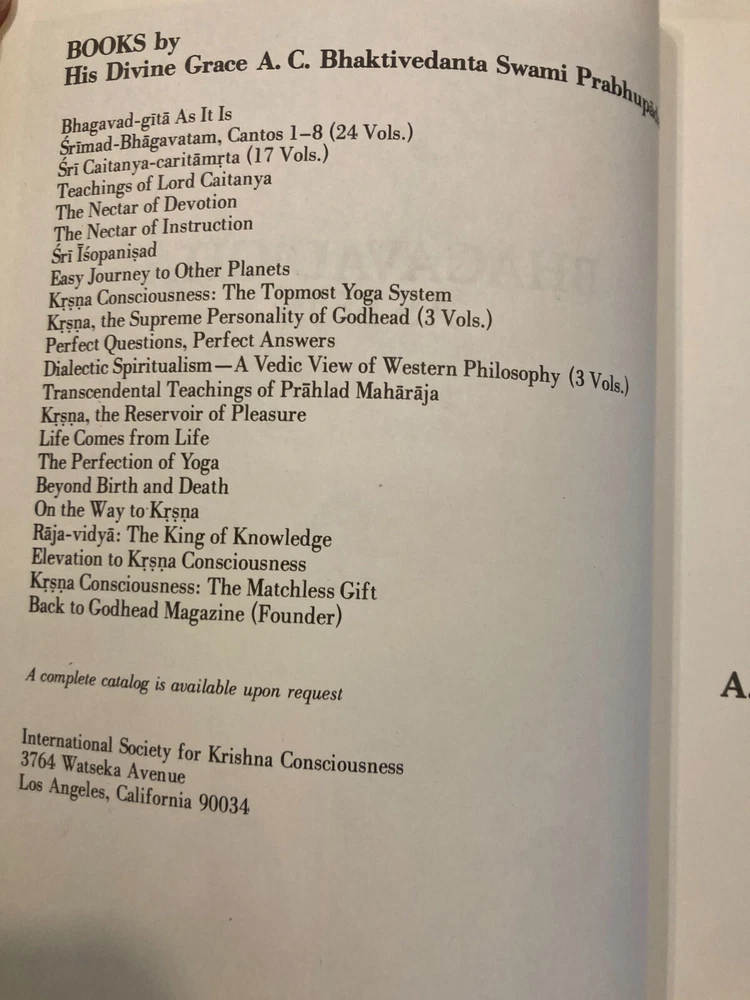 BOOKS by
His Divine Grace A. C. Bhaktivedanta Swami Prabhupāda
Bhagavad-gītā As It Is
Śrīmad-Bhāgavatam, Cantos 1–8 (24 Vols.)
Śrī Caitanya-caritāmṛta (17 Vols.)
Teachings of Lord Caitanya
The Nectar of Devotion
The Nectar of Instruction
Śrī Īśopaniṣad
Easy Journey to Other Planets
Kṛṣṇa Consciousness: The Topmost Yoga System
Kṛṣṇa, the Supreme Personality of Godhead (3 Vols.)
Perfect Questions, Perfect Answers
Dialectic Spiritualism—A Vedic View of Western Philosophy (3 Vols.)
Transcendental Teachings of Prāhlad Mahārāja
Kṛṣṇa, the Reservoir of Pleasure
Life Comes from Life
The Perfection of Yoga
Beyond Birth and Death
On the Way to Kṛṣṇa
Rāja-vidyā: The King of Knowledge
Elevation to Kṛṣṇa Consciousness
Kṛṣṇa Consciousness: The Matchless Gift
Back to Godhead Magazine (Founder)
A complete catalog is available upon request
International Society for Krishna Consciousness
3764 Watseka Avenue
Los Angeles, California 90034
A.